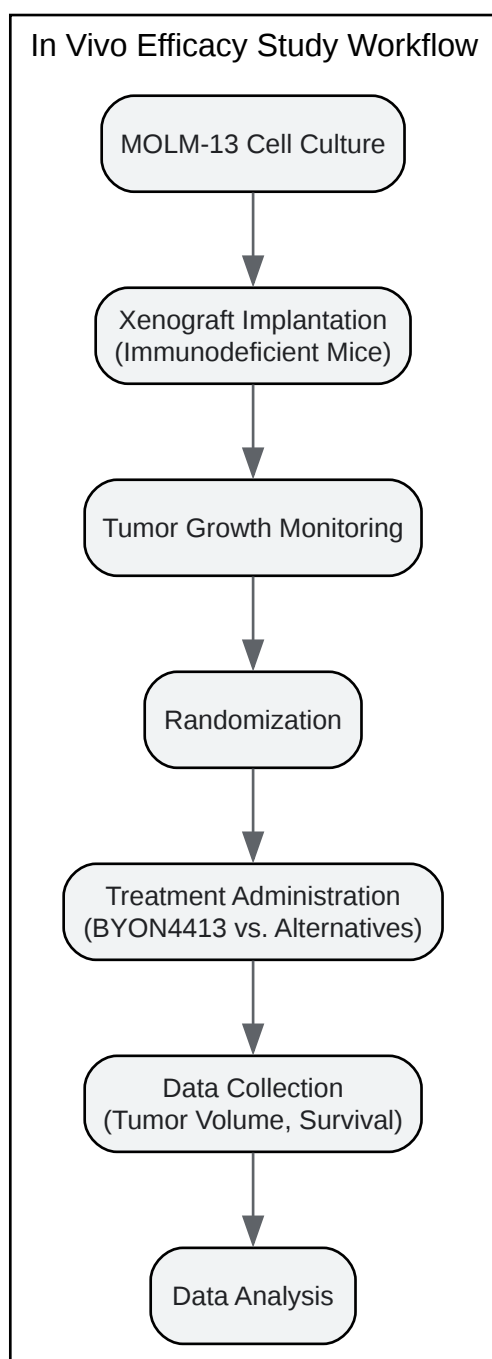 In Vivo Efficacy Study Workflow
MOLM-13 Cell Culture
Xenograft Implantation
(Immunodeficient Mice)
Tumor Growth Monitoring
Randomization
Treatment Administration
(BYON4413 vs. Alternatives)
Data Collection
(Tumor Volume, Survival)
Data Analysis